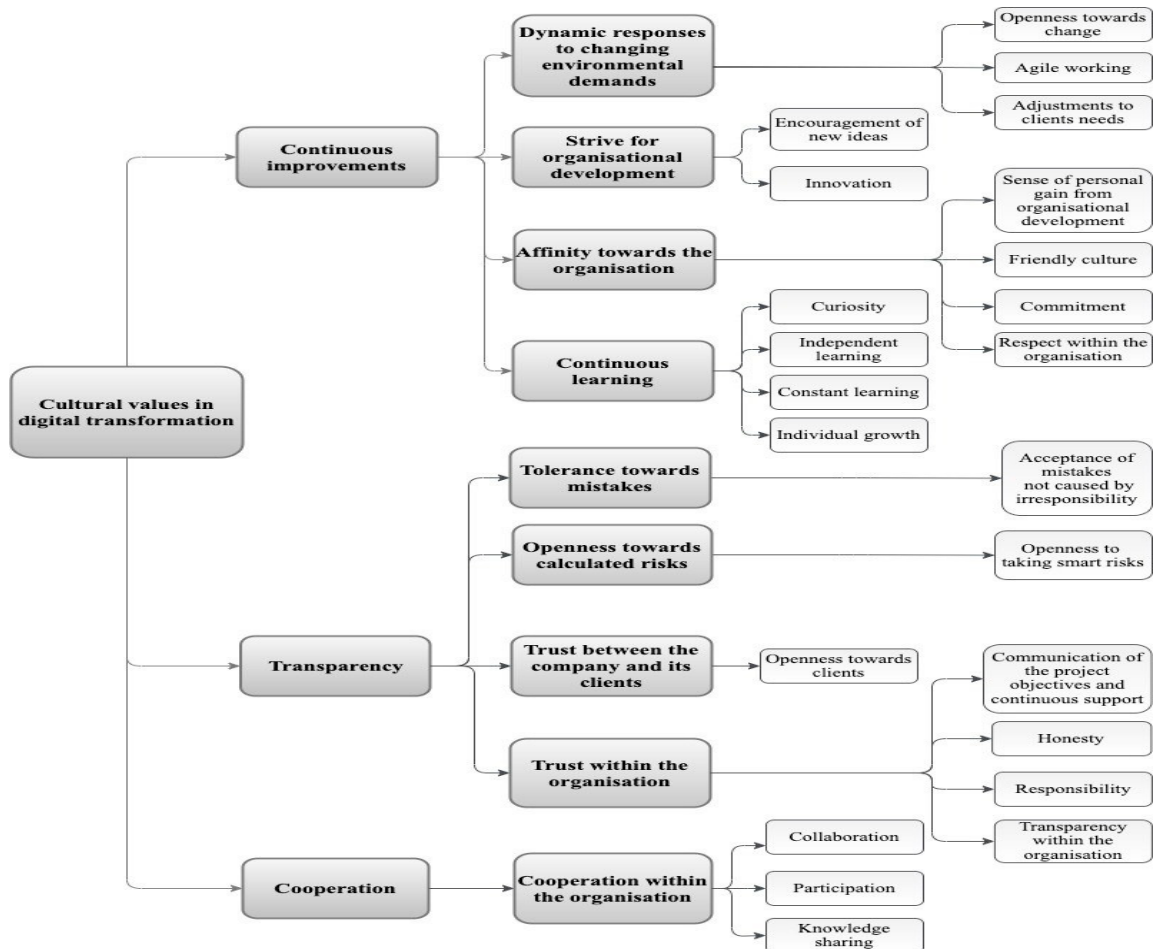 Cultural values in
digital transformation
Continuous
improvements
Dynamic responses
to changing
environmental
demands
Openness towards
change
Agile working
Adjustments to
clients needs
Strive for
organisational
development
Encouragement of
new ideas
Innovation
Affinity towards the
organisation
Sense of personal
gain from
organisational
development
Friendly culture
Commitment
Respect within the
organisation
Continuous
learning
Curiosity
Independent
learning
Constant learning
Individual growth
Transparency
Tolerance towards
mistakes
Acceptance of
mistakes
not caused by
irresponsibility
Openness towards
calculated risks
Openness to
taking smart risks
Trust between the
company and its
clients
Openness towards
clients
Trust within the
organisation
Communication of
the project
objectives and
continuous support
Honesty
Responsibility
Transparency
within the
organisation
Cooperation
Cooperation within
the organisation
Collaboration
Participation
Knowledge
sharing